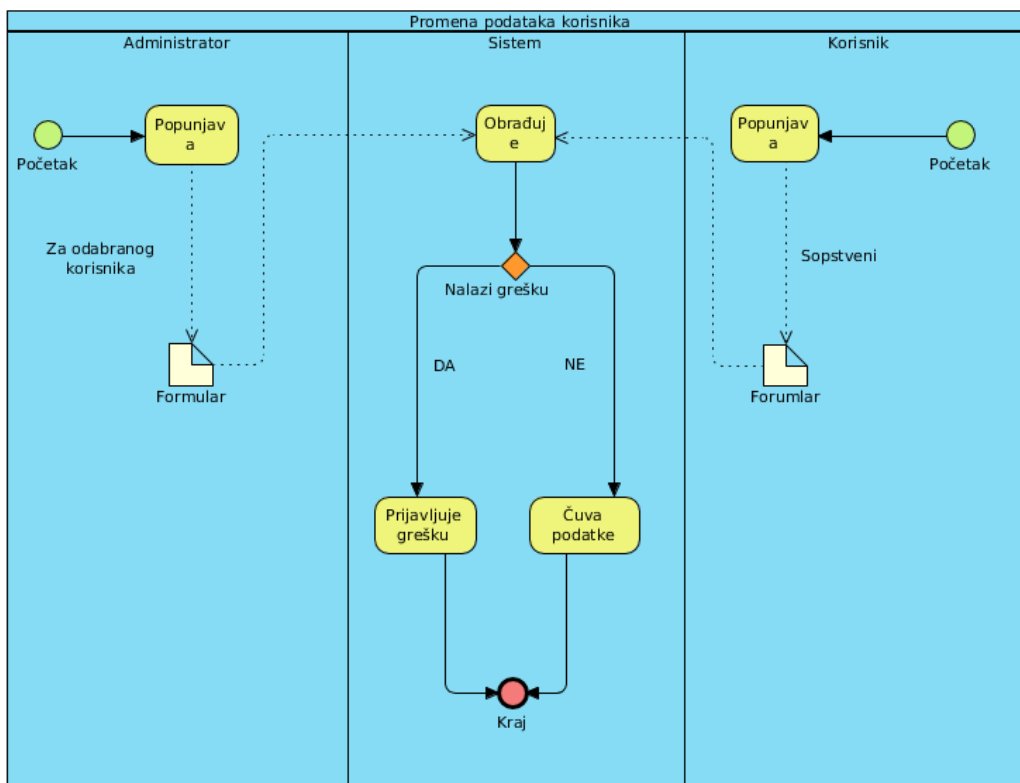 Promena podataka korisnika
Administrator
Sistem
Korisnik
Popunjav
a
Obrađuj
e
Popunjav
a
Početak
Početak
Za odabranog
korisnika
Sopstveni
Nalazi grešku
DA
NE
Formular
Forumlar
Prijavljuje
grešku
Čuva
podatke
Kraj